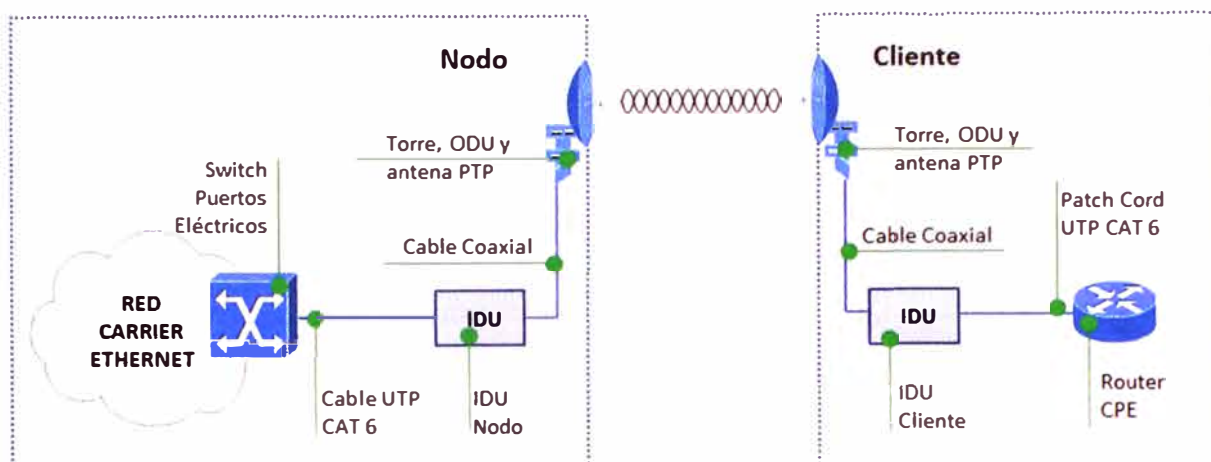 Nodo
Cliente
Torre, ODU y
antena PTP
Torre, ODU y
antena PTP
Switch
Puertos
Eléctricos
Patch Cord
UTP CAT 6
Cable Coaxial
Cable Coaxial
RED
CARRIER
ETHERNET
IDU
IDU
Cable UTP
CAT 6
IDU
Nodo
IDU
Cliente
Router
CPE